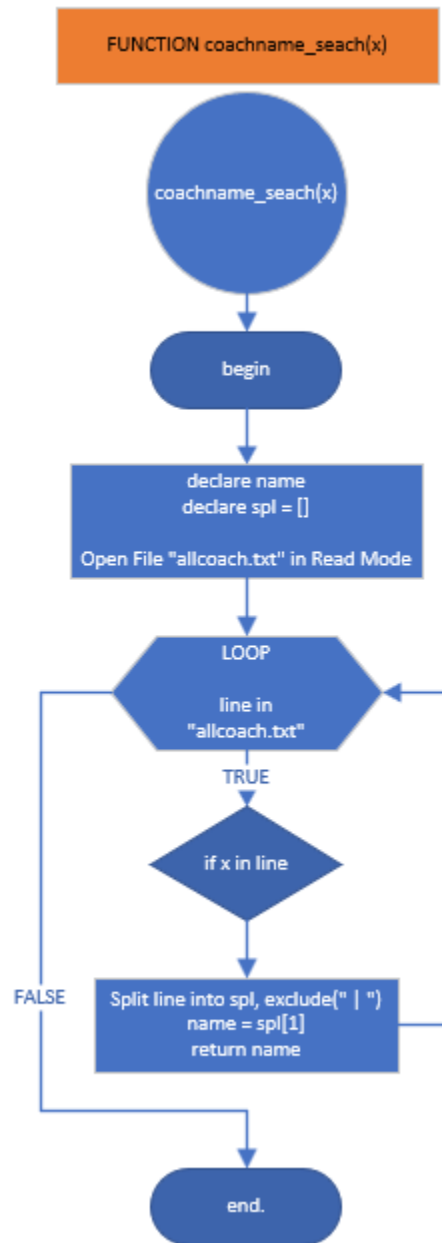 FUNCTION coachname_seach(x)
coachname_seach(x)
begin
declare name
declare spl = []
Open File "allcoach.txt" in Read Mode
LOOP
line in
"allcoach.txt"
TRUE
if x in line
FALSE
Split line into spl, exclude(" | ")
name = spl[1]
return name
end.